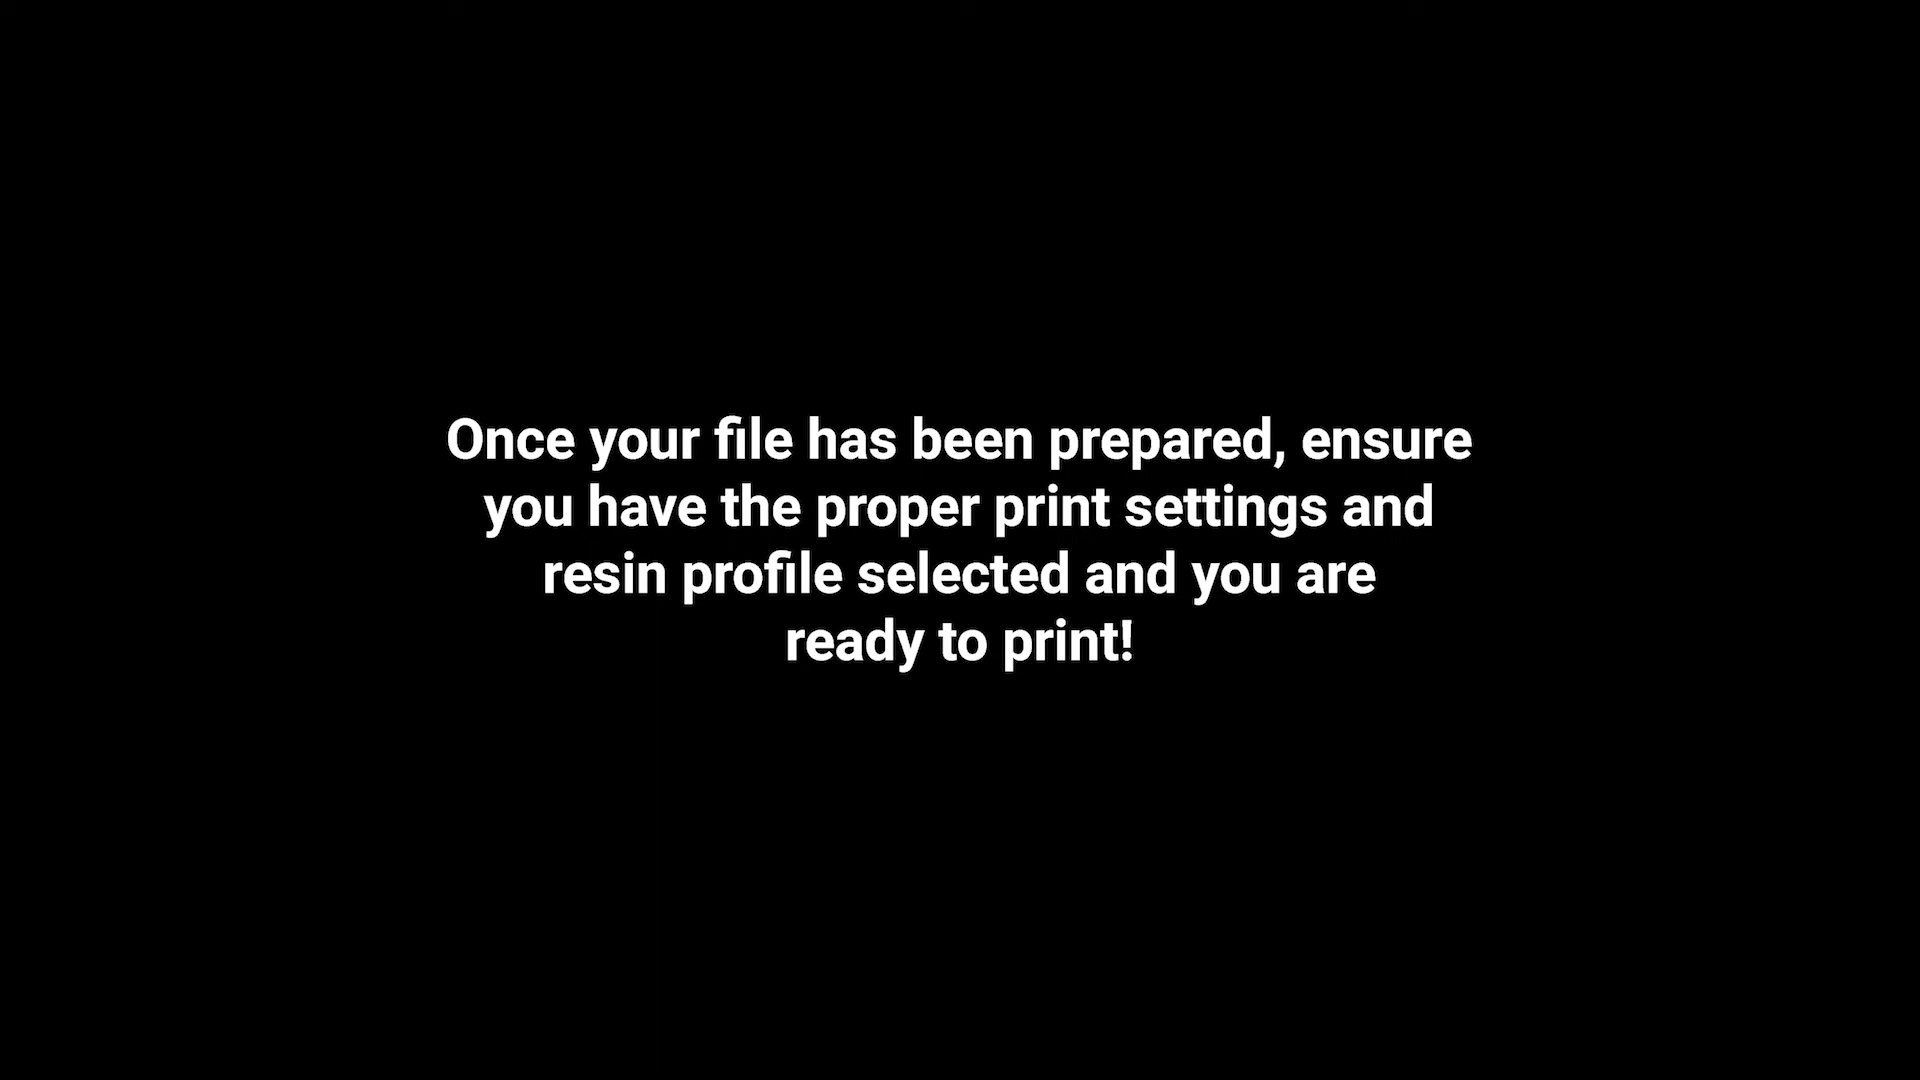 Once your file has been prepared, ensure
you have the proper print settings and
resin profile selected and you are
ready to print!